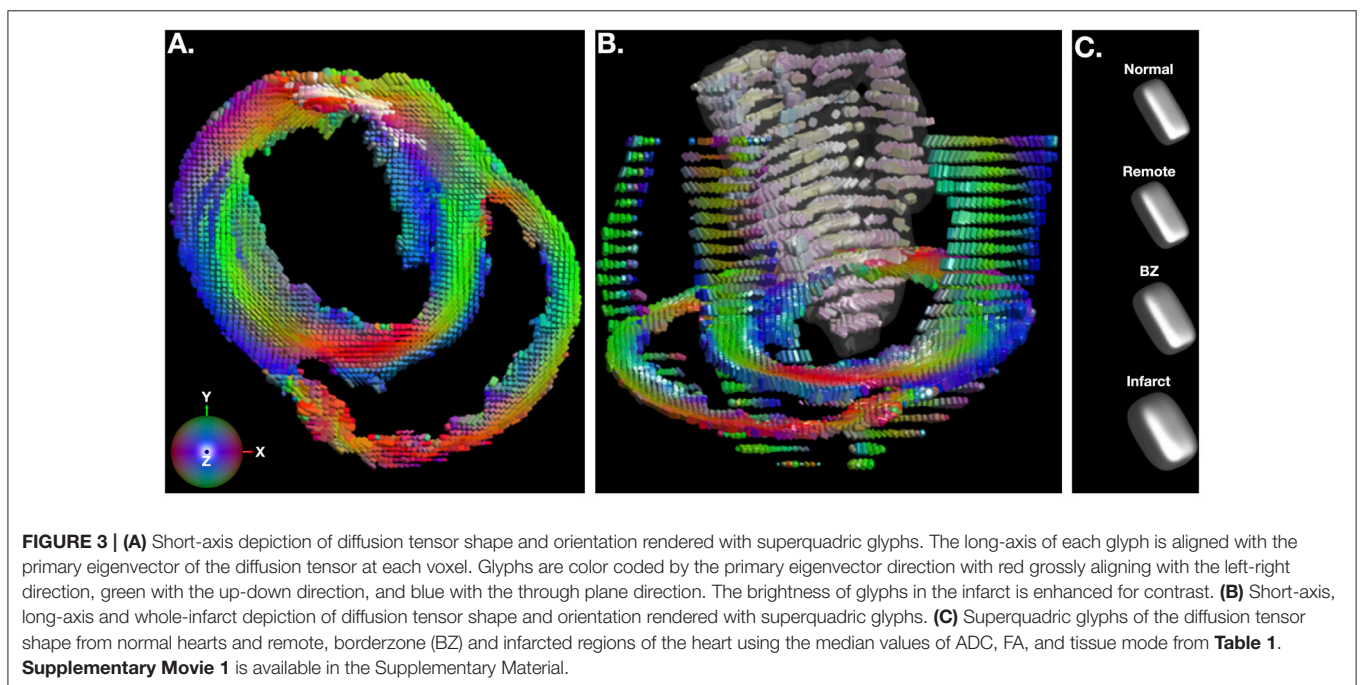 A.
B.
C.
Normal
Remote
BZ
Infarct
Y
X
Z
FIGURE 3 | (A) Short-axis depiction of diffusion tensor shape and orientation rendered with superquadric glyphs. The long-axis of each glyph is aligned with the
primary eigenvector of the diffusion tensor at each voxel. Glyphs are color coded by the primary eigenvector direction with red grossly aligning with the left-right
direction, green with the up-down direction, and blue with the through plane direction. The brightness of glyphs in the infarct is enhanced for contrast. (B) Short-axis,
long-axis and whole-infarct depiction of diffusion tensor shape and orientation rendered with superquadric glyphs. (C) Superquadric glyphs of the diffusion tensor
shape from normal hearts and remote, borderzone (BZ) and infarcted regions of the heart using the median values of ADC, FA, and tissue mode from Table 1.
Supplementary Movie 1 is available in the Supplementary Material.